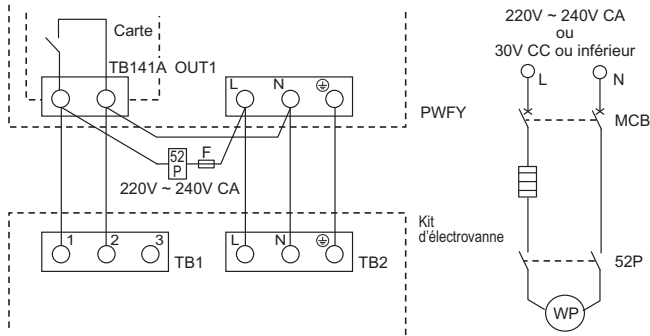 Carte
TB141A OUT1
L N
PWFY
52
P
F
220V ~ 240V CA
Kit
d'électrovanne
1 2 3
TB1
L N
TB2
220V ~ 240V CA
ou
30V CC ou inférieur
L N
MCB
52P
WP